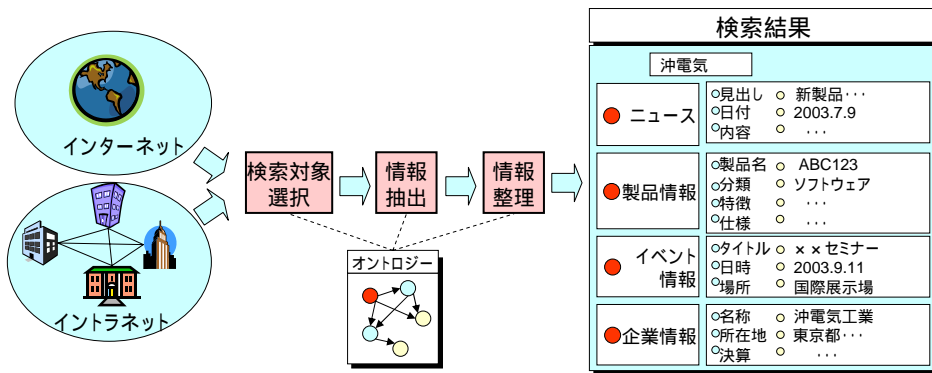 インターネット
イントラネット
検索対象
選択
情報
抽出
情報
整理
オントロジー
検索結果
沖電気
ニュース
見出し 新製品･･･
日付 2003.7.9
内容 ･･･
製品情報
製品名 ABC123
分類 ソフトウェア
特徴 ･･･
仕様 ･･･
イベント
情報
タイトル ××セミナー
日時 2003.9.11
場所 国際展示場
企業情報
名称 沖電気工業
所在地 東京都･･･
決算 ･･･